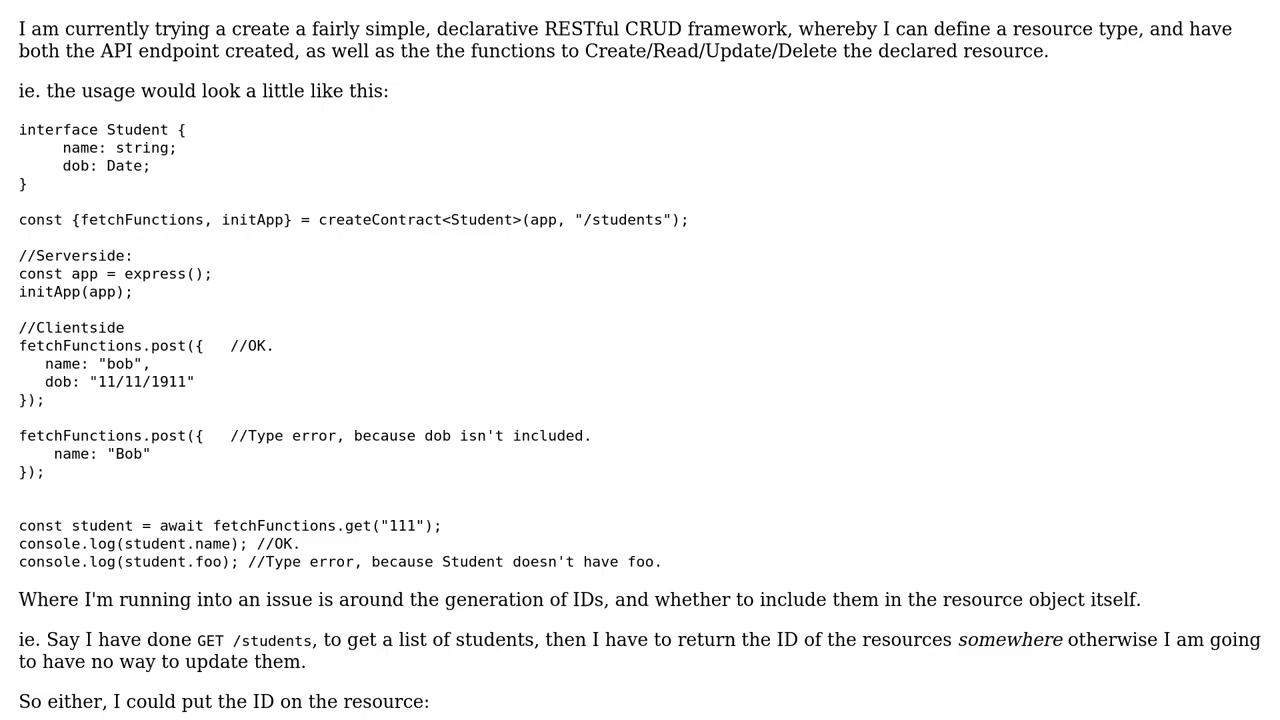 I am currently trying a create a fairly simple, declarative RESTful CRUD framework, whereby I can define a resource type, and have
both the API endpoint created, as well as the the functions to Create/Read/Update/Delete the declared resource.
ie. the usage would look a little like this:
interface Student {
     name: string;
     dob: Date;
}
const {fetchFunctions, initApp} = createContract<Student>(app, "/students");
//Serverside:
const app = express();
initApp(app);
//Clientside
fetchFunctions.post({   //OK.
   name: "bob",
   dob: "11/11/1911"
});
fetchFunctions.post({   //Type error, because dob isn't included.
    name: "Bob"
});
const student = await fetchFunctions.get("111");
console.log(student.name); //OK.
console.log(student.foo); //Type error, because Student doesn't have foo.
Where I'm running into an issue is around the generation of IDs, and whether to include them in the resource object itself.
ie. Say I have done GET /students, to get a list of students, then I have to return the ID of the resources somewhere otherwise I am going
to have no way to update them.
So either, I could put the ID on the resource: